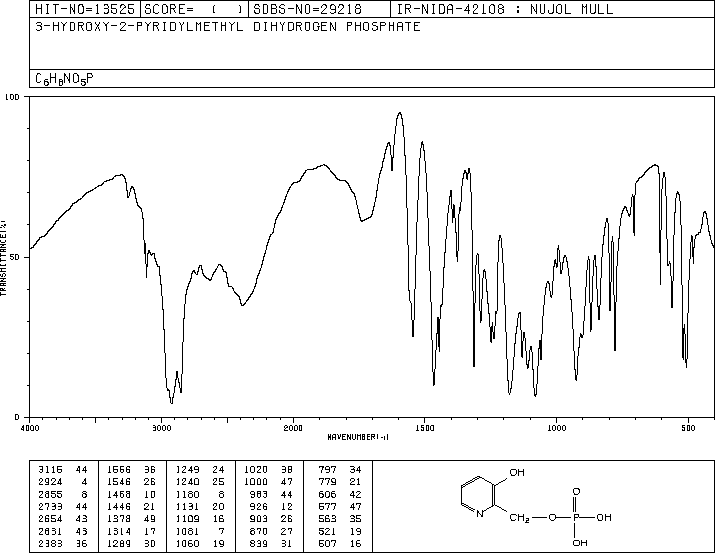 HIT-NO=13525 SCORE= ( ) SDBS-NO=29218 IR-NIDA-42108 : NUJOL MULL
3-HYDROXY-2-PYRIDYLMETHYL DIHYDROGEN PHOSPHATE
C6H8NO5P
100
50
0
TRANSMITTANCE(%)
4000 3000 2000 1500 1000 500
WAVENUMBER(-1)
3115 44 1566 36 1249 24 1020 38 797 34
2924 4 1546 26 1240 25 1000 47 779 21
2855 8 1468 10 1180 8 983 44 606 42
2739 44 1446 21 1131 20 926 12 577 47
2654 43 1378 49 1109 16 903 26 563 35
2631 43 1314 17 1081 7 870 27 521 19
2383 36 1289 30 1060 19 839 31 507 16
OH
O
N
CH2 O P OH
OH